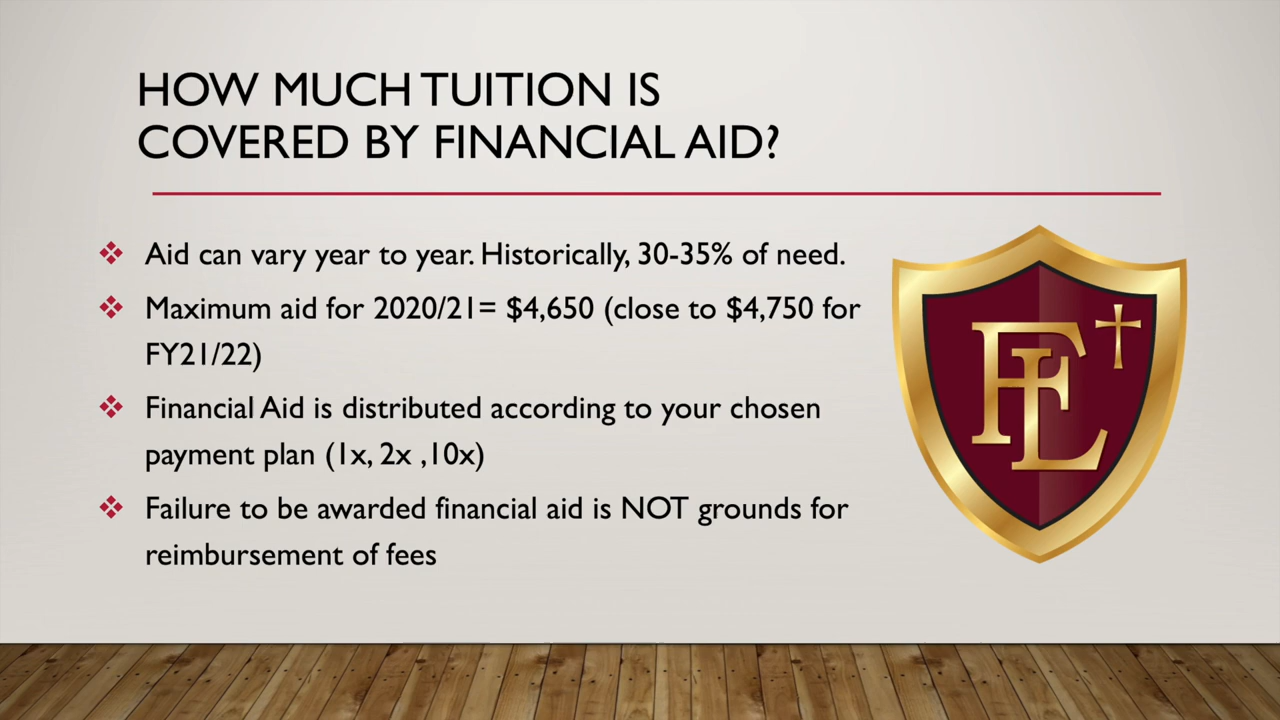 HOW MUCH TUITION IS
COVERED BY FINANCIAL AID?
Aid can vary year to year. Historically, 30-35% of need.
Maximum aid for 2020/21= $4,650 (close to $4,750 for
FY21/22)
Financial Aid is distributed according to your chosen
payment plan (1x, 2x ,10x)
Failure to be awarded financial aid is NOT grounds for
reimbursement of fees
FL